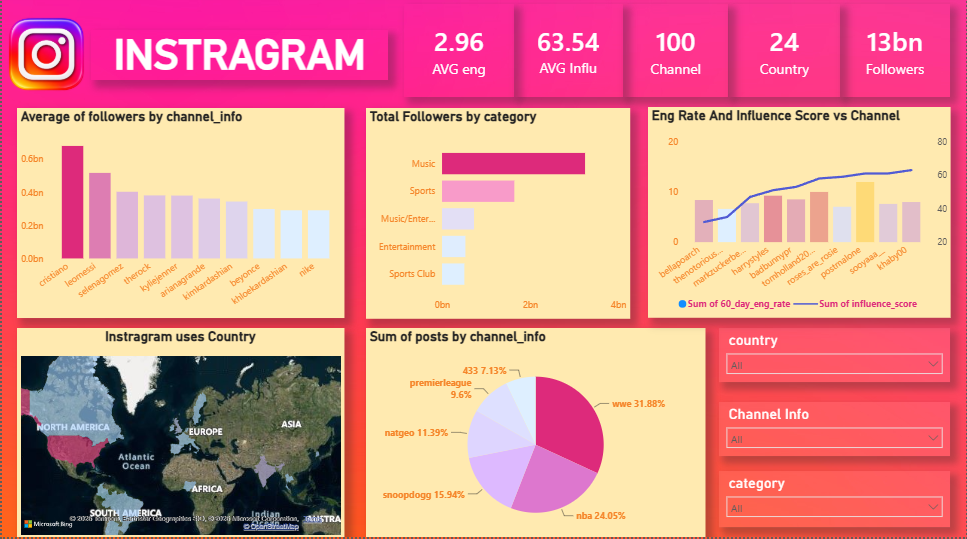 INSTRAGRAM
2.96
AVG eng
63.54
AVG Influ
100
Channel
24
Country
13bn
Followers
Average of followers by channel_info
0.6bn
0.4bn
0.2bn
0.0bn
cristiano
leomessi
selenagomez
therock
kyliejenner
arianagrande
kimkardashian
beyonce
khloekardashian
nike
Total Followers by category
Music
Sports
Music/Enter...
Entertainment
Sports Club
0bn
2bn
4bn
Eng Rate And Influence Score vs Channel
20
10
0
80
60
40
20
bellapoarch
thenotorious...
markzuckerbe...
harrystyles
badbunnypr
tomholland20...
roses_are_rosie
postmalone
sooyaaa_...
khaby00
Sum of 60_day_eng_rate
Sum of influence_score
Instragram uses Country
NORTH AMERICA
EUROPE
ASIA
Atlantic
Ocean
AFRICA
SOUTH AMERICA
Indian
Microsoft Bing
© OpenStreetMap
Sum of posts by channel_info
433 7.13%
premierleague
9.6%
natgeo 11.39%
snoopdogg 15.94%
wwe 31.88%
nba 24.05%
country
All
Channel Info
All
category
All